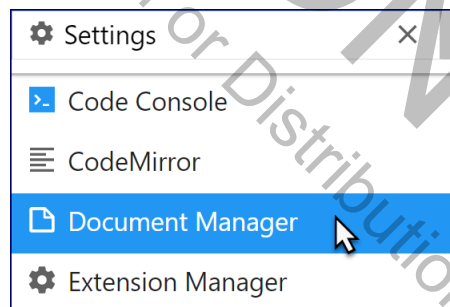 Settings
Code Console
CodeMirror
Document Manager
Extension Manager
or Distribution